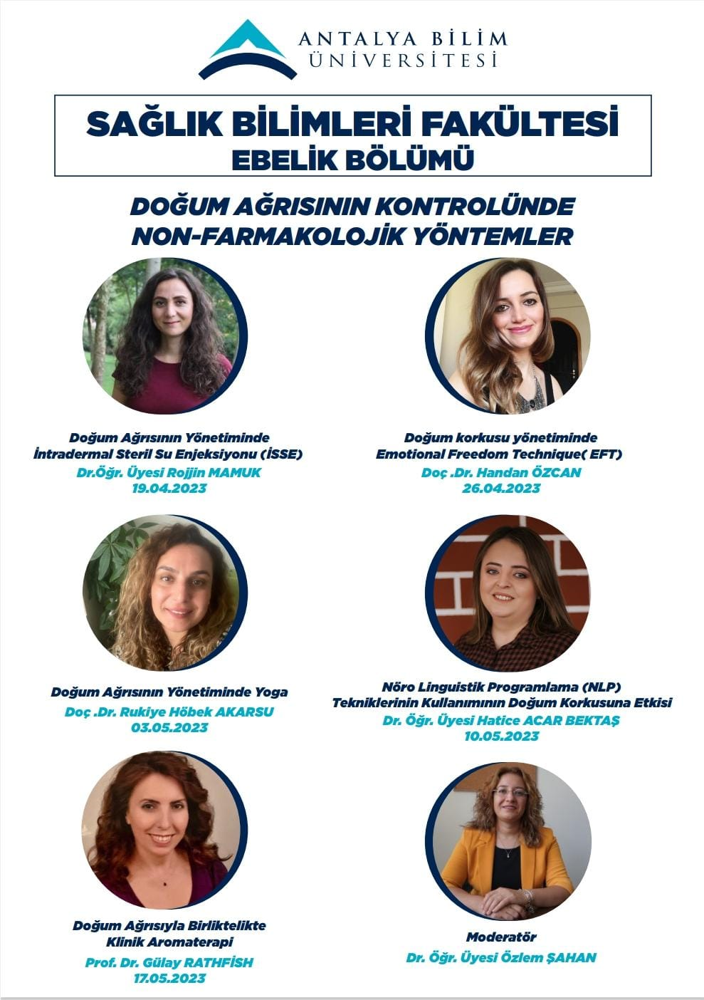 ANTALYA BİLİM
ÜNİVERSİTESİ
SAĞLIK BİLİMLERİ FAKÜLTESİ
EBELİK BÖLÜMÜ
DOĞUM AĞRISININ KONTROLÜNDE
NON-FARMAKOLOJİK YÖNTEMLER
Doğum Ağrısının Yönetiminde
İntradermal Steril Su Enjeksiyonu (İSSE)
Dr.Öğr. Üyesi Rojjin MAMUK
19.04.2023
Doğum korkusu yönetiminde
Emotional Freedom Technique( EFT)
Doç .Dr. Handan ÖZCAN
26.04.2023
Doğum Ağrısının Yönetiminde Yoga
Doç .Dr. Rukiye Höbek AKARSU
03.05.2023
Nöro Linguistik Programlama (NLP)
Tekniklerinin Kullanımının Doğum Korkusuna Etkisi
Dr. Öğr. Üyesi Hatice ACAR BEKTAŞ
10.05.2023
Doğum Ağrısıyla Birliktelikte
Klinik Aromaterapi
Prof. Dr. Gülay RATHFİSH
17.05.2023
Moderatör
Dr. Öğr. Üyesi Özlem ŞAHAN